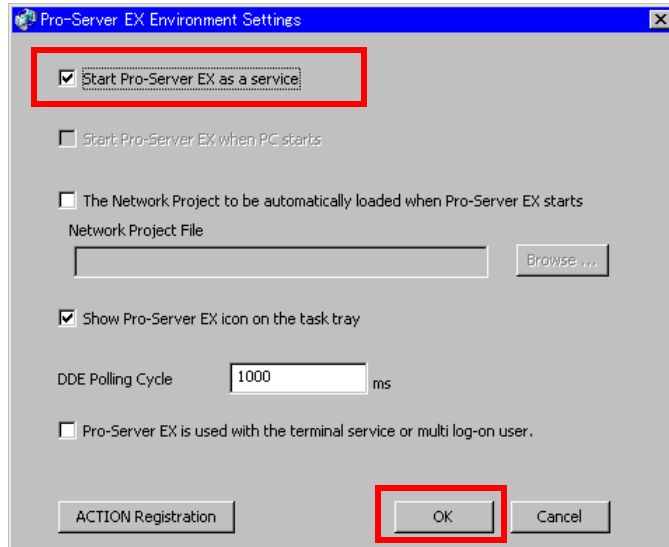 Pro-Server EX Environment Settings
Start Pro-Server EX as a service
Start Pro-Server EX when PC starts
The Network Project to be automatically loaded when Pro-Server EX starts
Network Project File
Browse ...
Show Pro-Server EX icon on the task tray
DDE Polling Cycle 1000 ms
Pro-Server EX is used with the terminal service or multi log-on user.
ACTION Registration OK Cancel